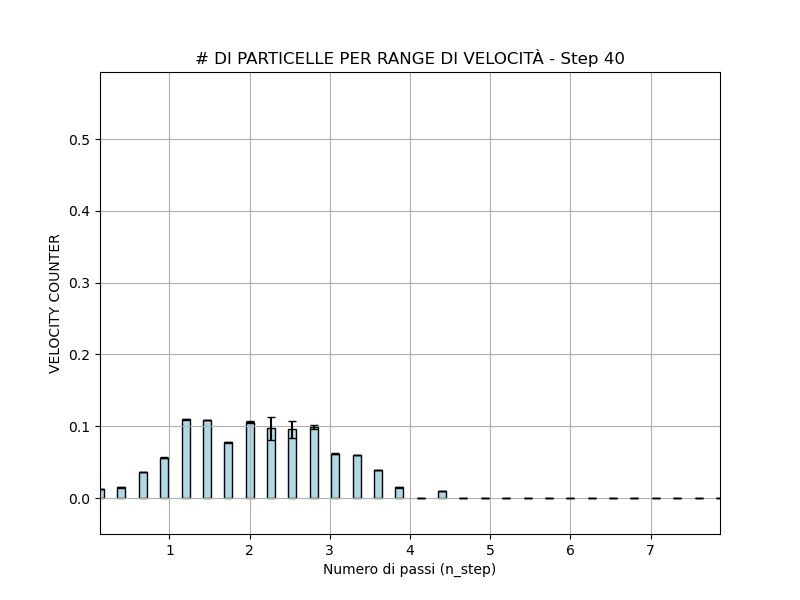 # DI PARTICELLE PER RANGE DI VELOCITÀ - Step 40
VELOCITY COUNTER
0.5
0.4
0.3
0.2
0.1
0.0
1 2 3 4 5 6 7
Numero di passi (n_step)